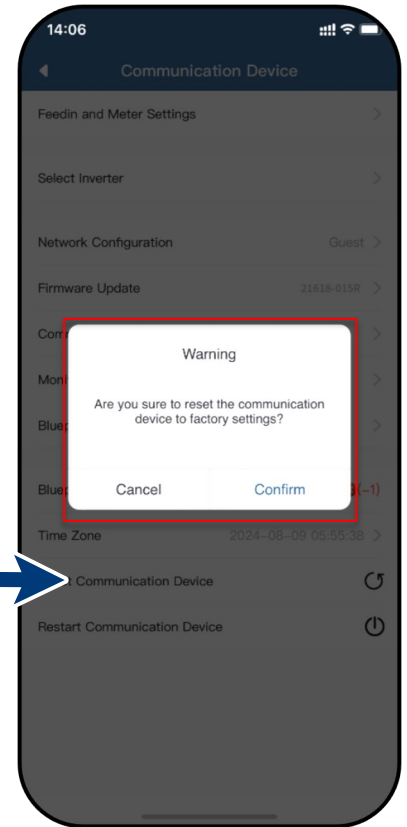 14:06
Communication Device
Feedin and Meter Settings
Select Inverter
Network Configuration Guest
Firmware Update 21618-015R
Warning
Are you sure to reset the communication
device to factory settings?
Cancel Confirm
(-1)
Time Zone 2024-08-09 05:55:38
Communication Device
Restart Communication Device